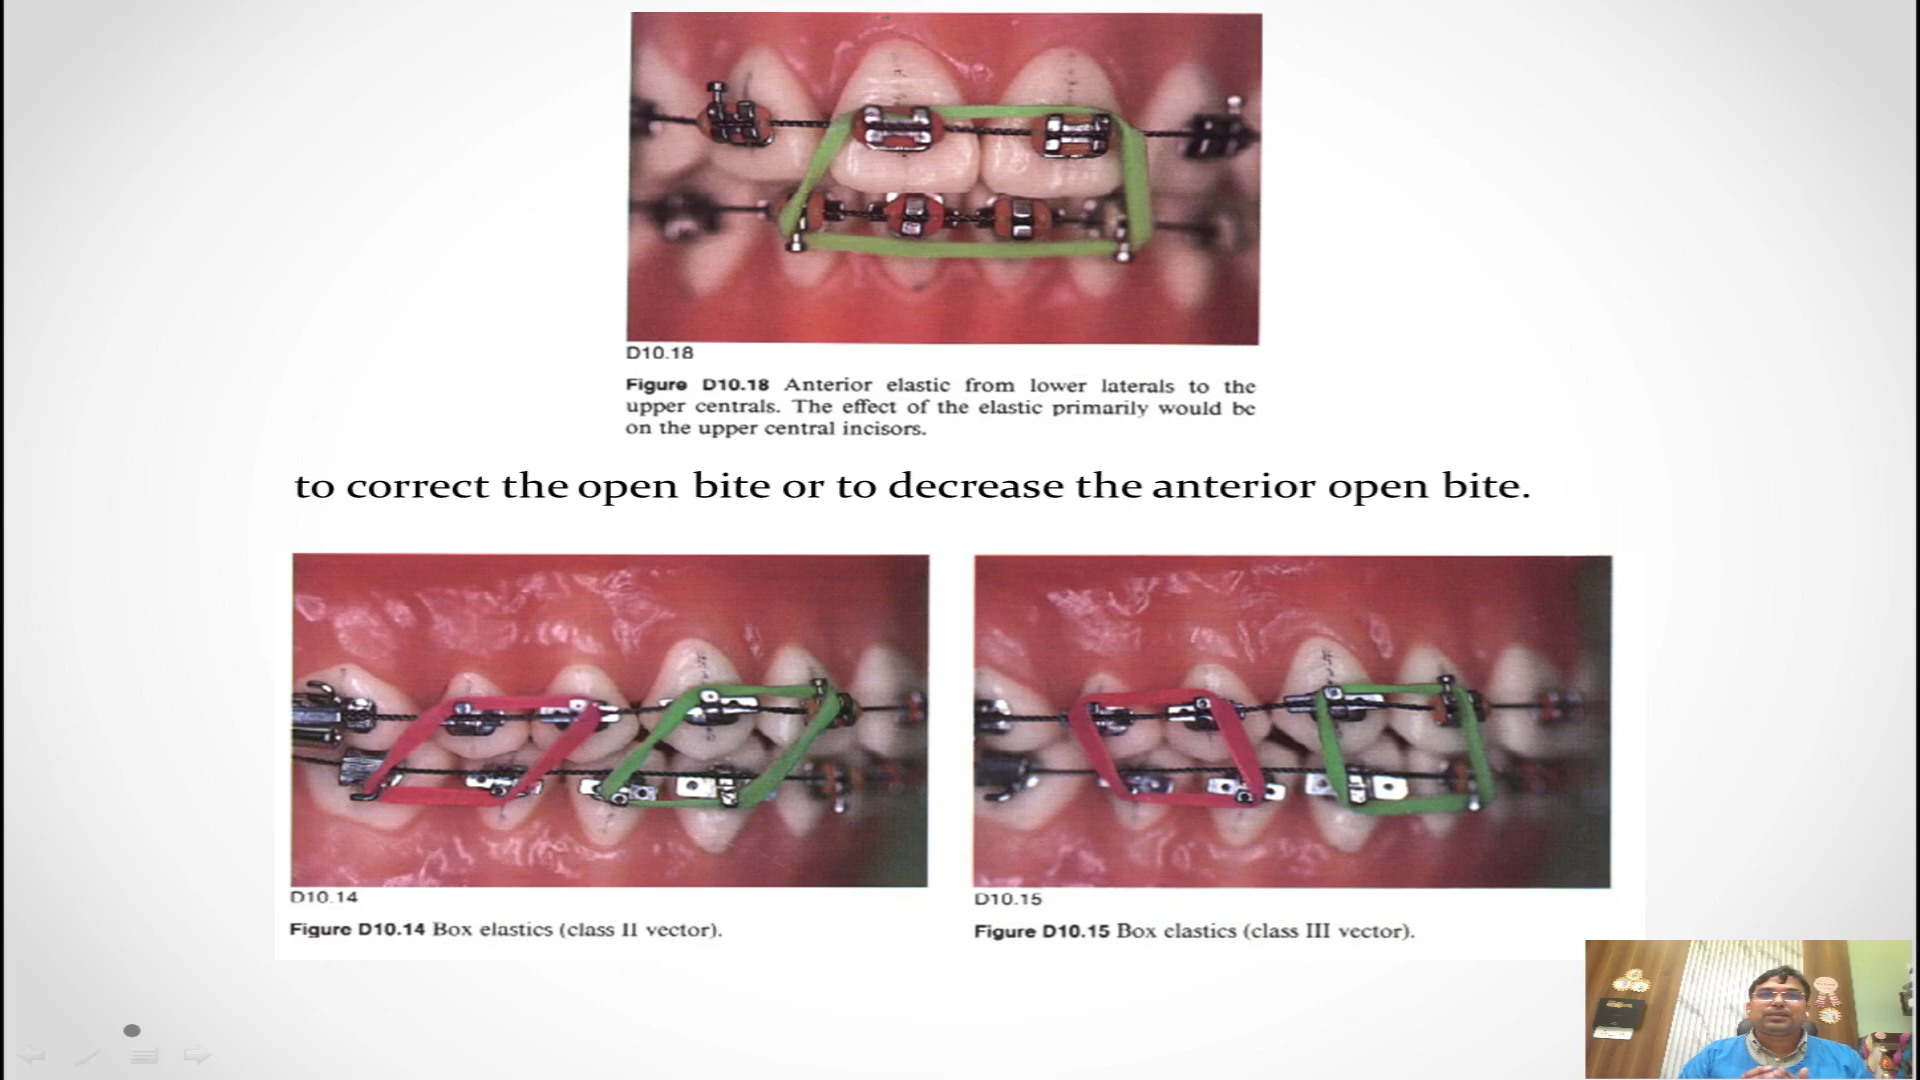 D10.18
Figure D10.18 Anterior elastic from lower laterals to the
upper centrals. The effect of the elastic primarily would be
on the upper central incisors.
to correct the open bite or to decrease the anterior open bite.
D10.14
Figure D10.14 Box elastics (class II vector).
D10.15
Figure D10.15 Box elastics (class III vector).